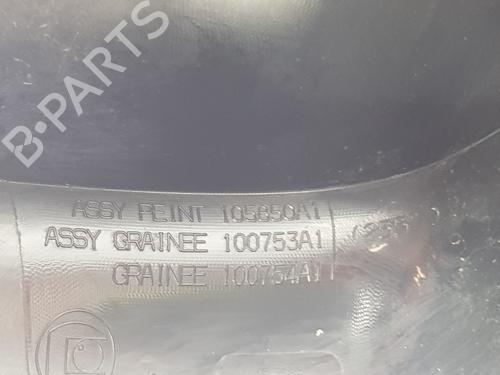 B-PARTS
ASSY PEINT 105850A1
ASSY GRAINEE 100753A1
GRAINEE 100754A1